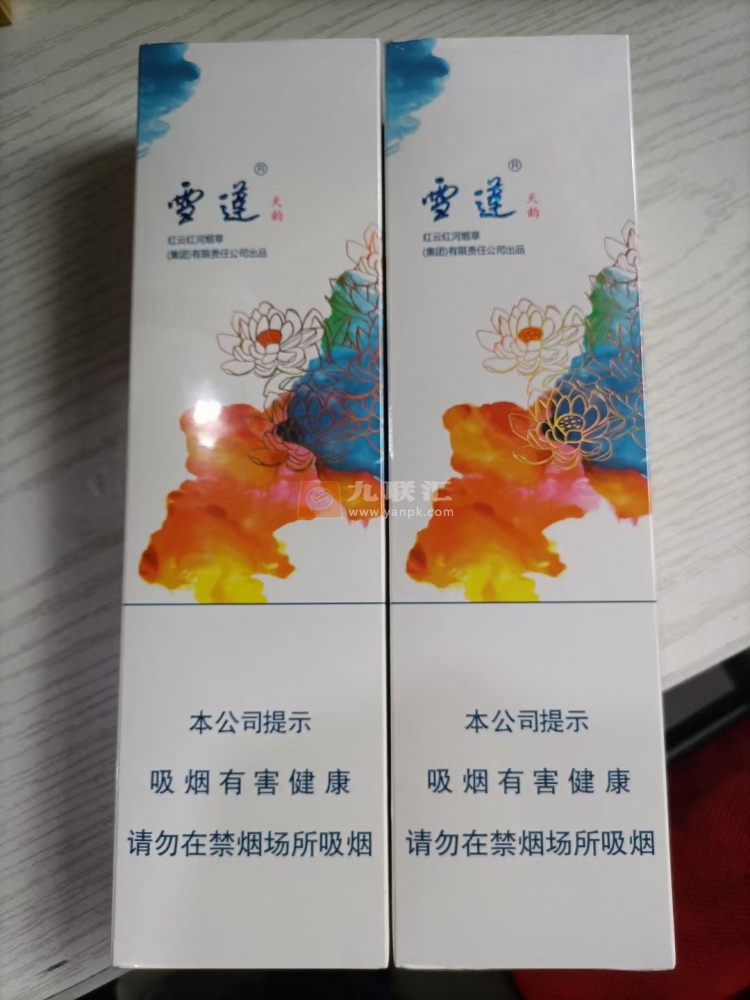 雪莲®
天韵
红云红河烟草
(集团)有限责任公司出品
本公司提示
吸烟有害健康
请勿在禁烟场所吸烟
雪莲®
天韵
红云红河烟草
(集团)有限责任公司出品
本公司提示
吸烟有害健康
请勿在禁烟场所吸烟
九联汇
www.yanpk.com